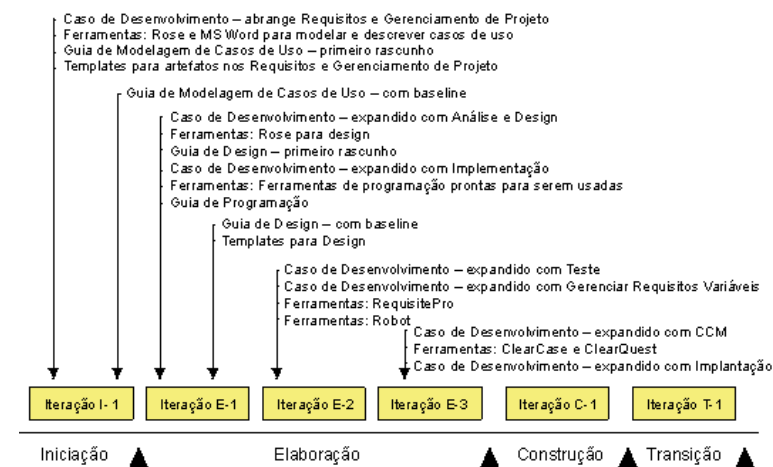 Caso de Desenvolvimento – abrange Requisitos e Gerenciamento de Projeto
Ferramentas: Rose e MS Word para modelar e descrever casos de uso
Guia de Modelagem de Casos de Uso – primeiro rascunho
Templates para artefatos nos Requisitos e Gerenciamento de Projeto
Guia de Modelagem de Casos de Uso – com baseline
Caso de Desenvolvimento – expandido com Análise e Design
Ferramentas: Rose para design
Guia de Design – primeiro rascunho
Caso de Desenvolvimento – expandido com Implementação
Ferramentas: Ferramentas de programação prontas para serem usadas
Guia de Programação
Guia de Design – com baseline
Templates para Design
Caso de Desenvolvimento – expandido com Teste
Caso de Desenvolvimento – expandido com Gerenciar Requisitos Variáveis
Ferramentas: RequisitePro
Ferramentas: Robot
Caso de Desenvolvimento – expandido com CCM
Ferramentas: ClearCase e ClearQuest
Caso de Desenvolvimento – expandido com Implantação
Iteração I- 1
Iteração E-1
Iteração E-2
Iteração E-3
Iteração C-1
Iteração T-1
Iniciação
Elaboração
Construção
Transição